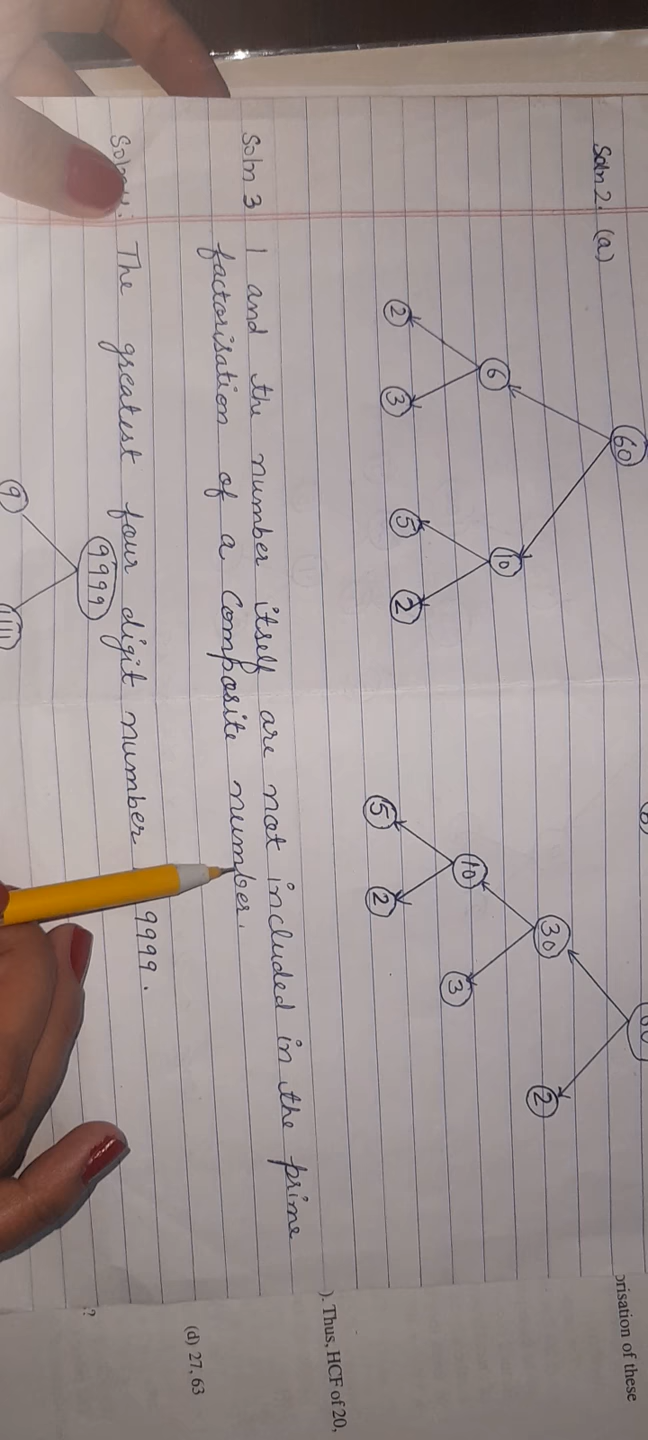 Soln 2. (a)
60
6 10
2 3 5 2
30 2
10 3
5 2
Soln 3 1 and the number itself are not included in the prime
factorisation of a composite number.
The greatest four digit number 9999.
9999
9 1111
orisation of these
). Thus, HCF of 20,
(d) 27, 63
?